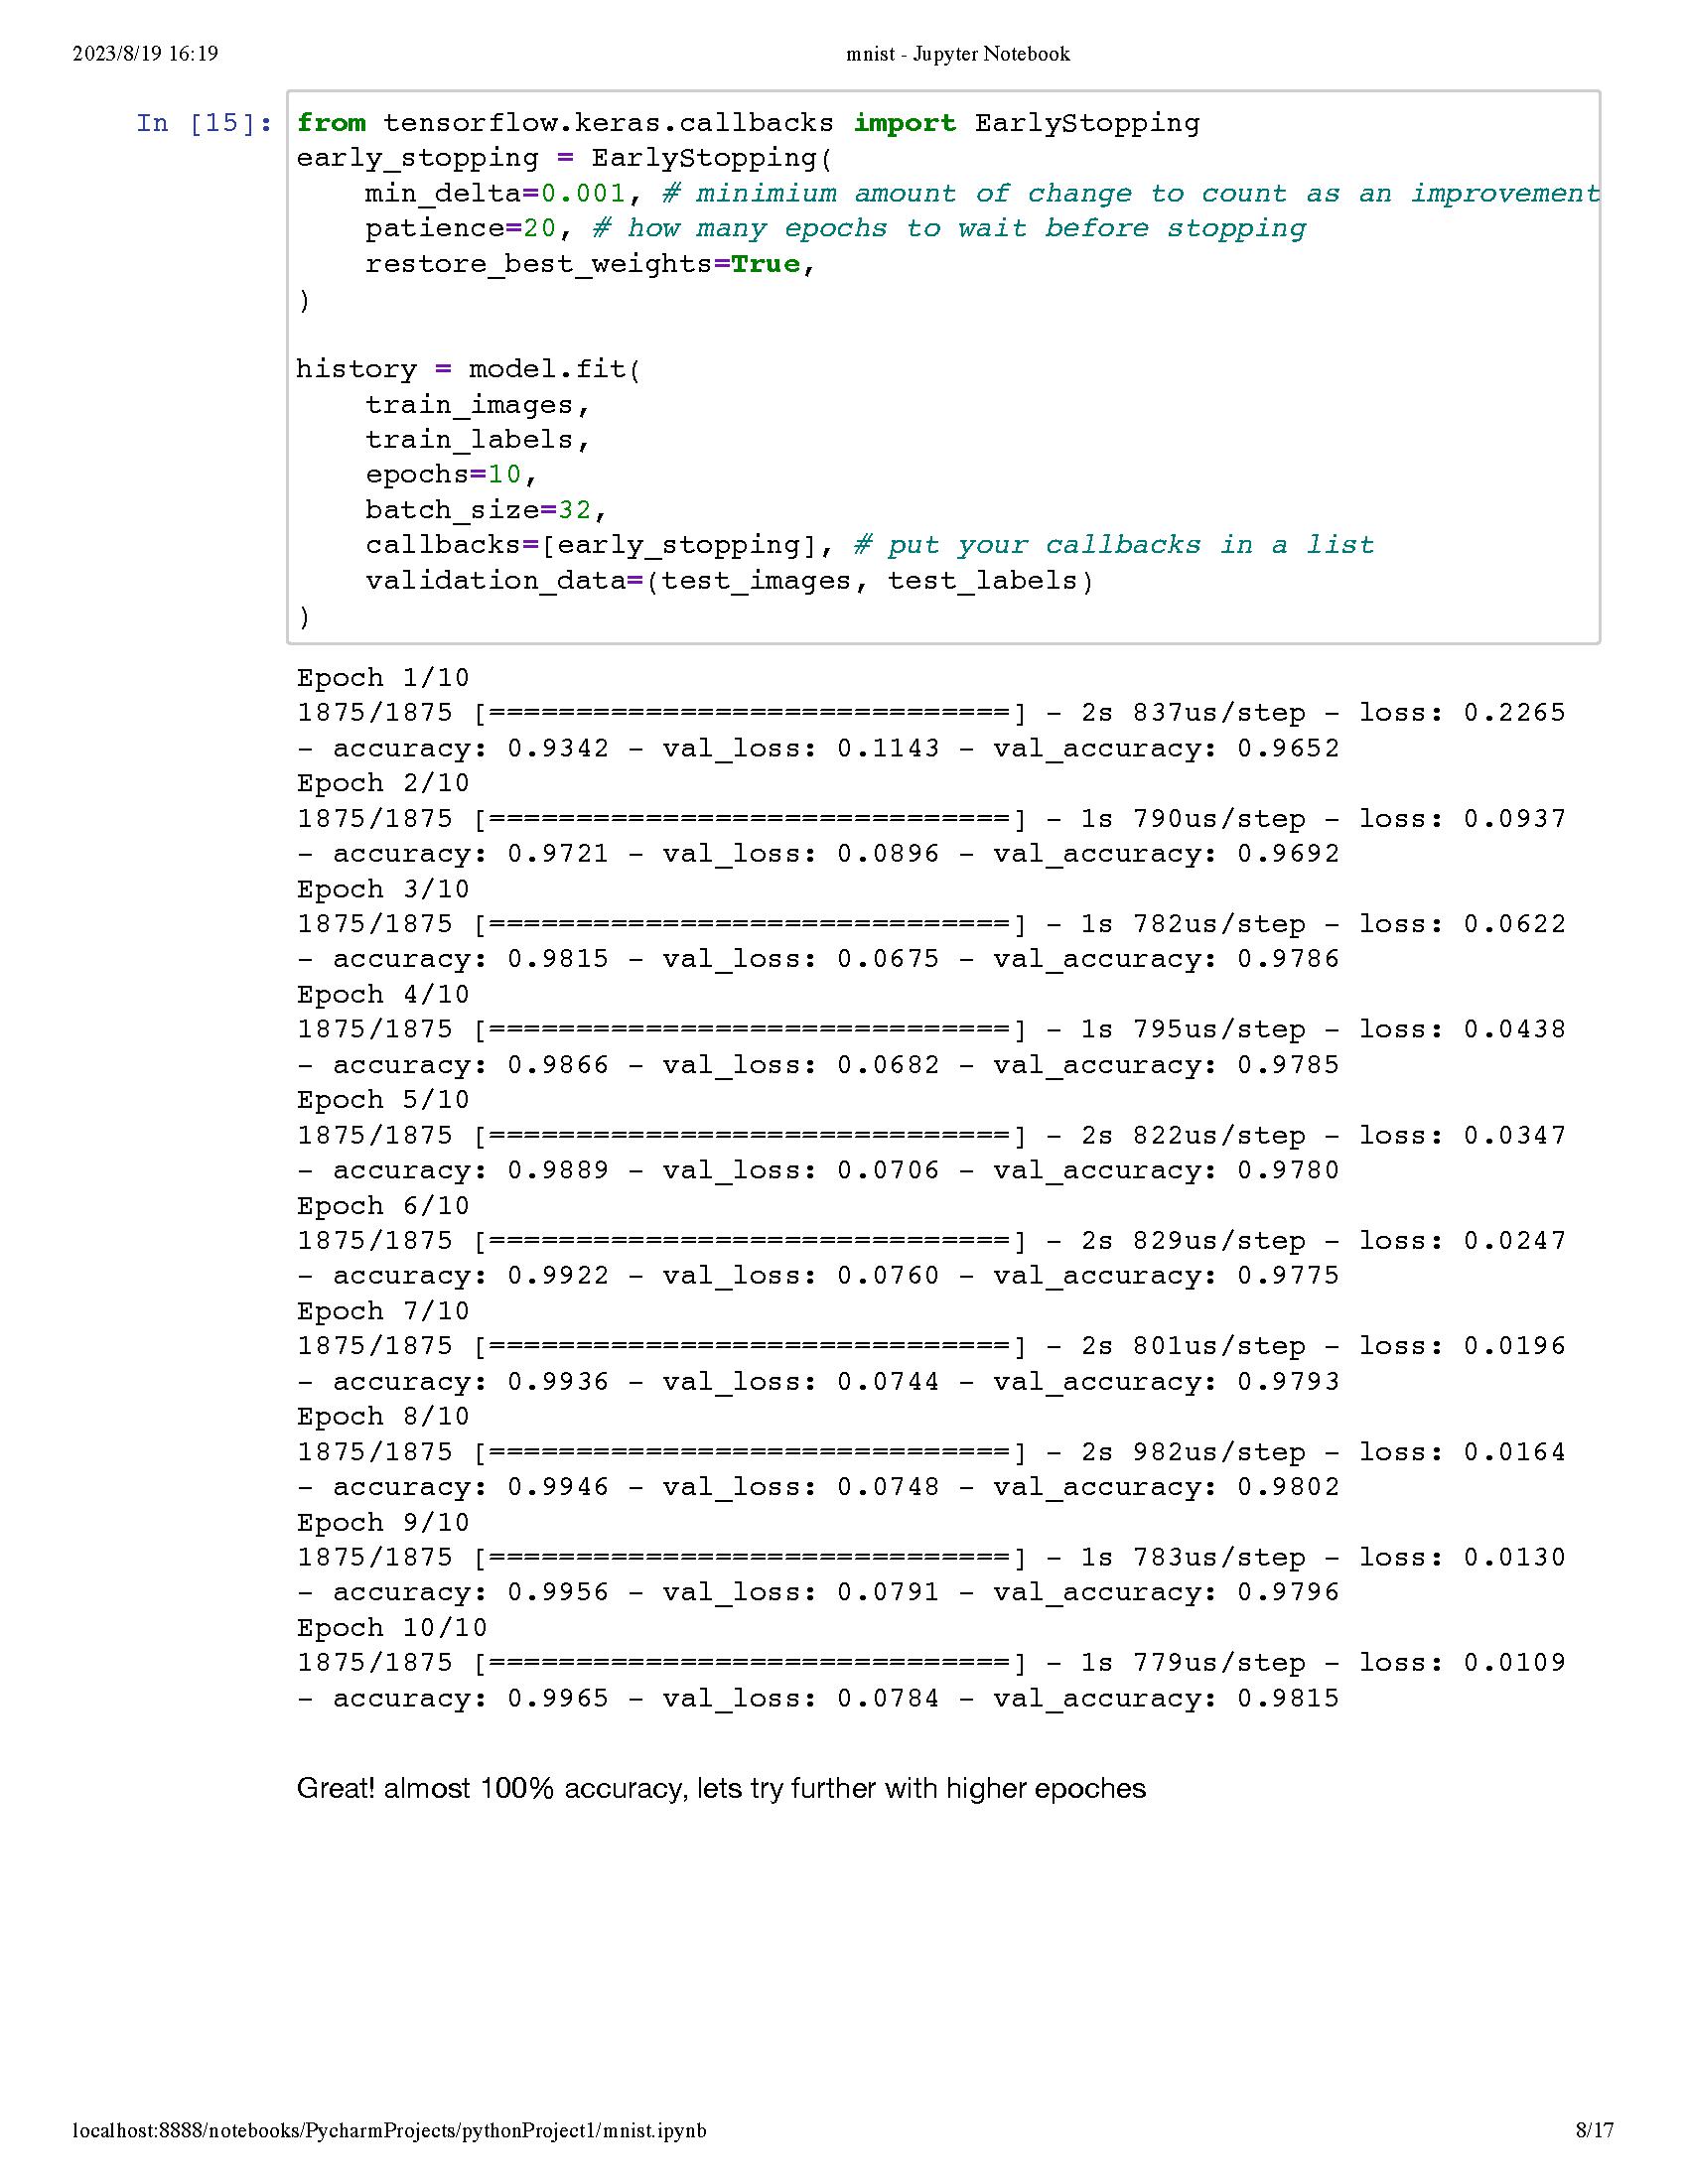 2023/8/19 16:19 mnist - Jupyter Notebook
In [15]: from tensorflow.keras.callbacks import EarlyStopping
early_stopping = EarlyStopping(
    min_delta=0.001, # minimium amount of change to count as an improvement
    patience=20, # how many epochs to wait before stopping
    restore_best_weights=True,
)

history = model.fit(
    train_images,
    train_labels,
    epochs=10,
    batch_size=32,
    callbacks=[early_stopping], # put your callbacks in a list
    validation_data=(test_images, test_labels)
)
Epoch 1/10
1875/1875 [==============================] - 2s 837us/step - loss: 0.2265
- accuracy: 0.9342 - val_loss: 0.1143 - val_accuracy: 0.9652
Epoch 2/10
1875/1875 [==============================] - 1s 790us/step - loss: 0.0937
- accuracy: 0.9721 - val_loss: 0.0896 - val_accuracy: 0.9692
Epoch 3/10
1875/1875 [==============================] - 1s 782us/step - loss: 0.0622
- accuracy: 0.9815 - val_loss: 0.0675 - val_accuracy: 0.9786
Epoch 4/10
1875/1875 [==============================] - 1s 795us/step - loss: 0.0438
- accuracy: 0.9866 - val_loss: 0.0682 - val_accuracy: 0.9785
Epoch 5/10
1875/1875 [==============================] - 2s 822us/step - loss: 0.0347
- accuracy: 0.9889 - val_loss: 0.0706 - val_accuracy: 0.9780
Epoch 6/10
1875/1875 [==============================] - 2s 829us/step - loss: 0.0247
- accuracy: 0.9922 - val_loss: 0.0760 - val_accuracy: 0.9775
Epoch 7/10
1875/1875 [==============================] - 2s 801us/step - loss: 0.0196
- accuracy: 0.9936 - val_loss: 0.0744 - val_accuracy: 0.9793
Epoch 8/10
1875/1875 [==============================] - 2s 982us/step - loss: 0.0164
- accuracy: 0.9946 - val_loss: 0.0748 - val_accuracy: 0.9802
Epoch 9/10
1875/1875 [==============================] - 1s 783us/step - loss: 0.0130
- accuracy: 0.9956 - val_loss: 0.0791 - val_accuracy: 0.9796
Epoch 10/10
1875/1875 [==============================] - 1s 779us/step - loss: 0.0109
- accuracy: 0.9965 - val_loss: 0.0784 - val_accuracy: 0.9815
Great! almost 100% accuracy, lets try further with higher epoches
localhost:8888/notebooks/PycharmProjects/pythonProject1/mnist.ipynb 8/17